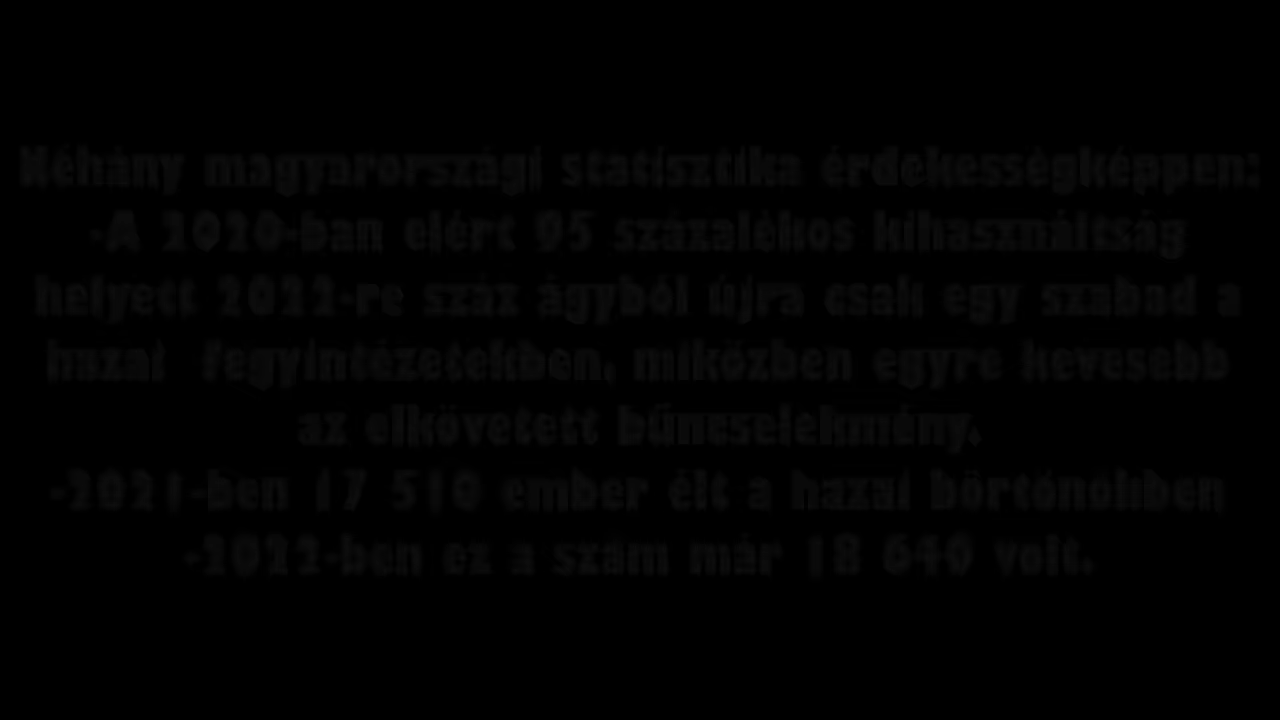 Néhány magyarországi statisztika érdekességképpen:
-A 2020-ban elért 95 százalékos kihasználtság
helyett 2022-re száz ágyból újra csak egy szabad a
hazai fegyintézetekben, miközben egyre kevesebb
az elkövetett bűncselekmény.
-2021-ben 17 510 ember élt a hazai börtönökben
-2022-ben ez a szám már 18 640 volt.